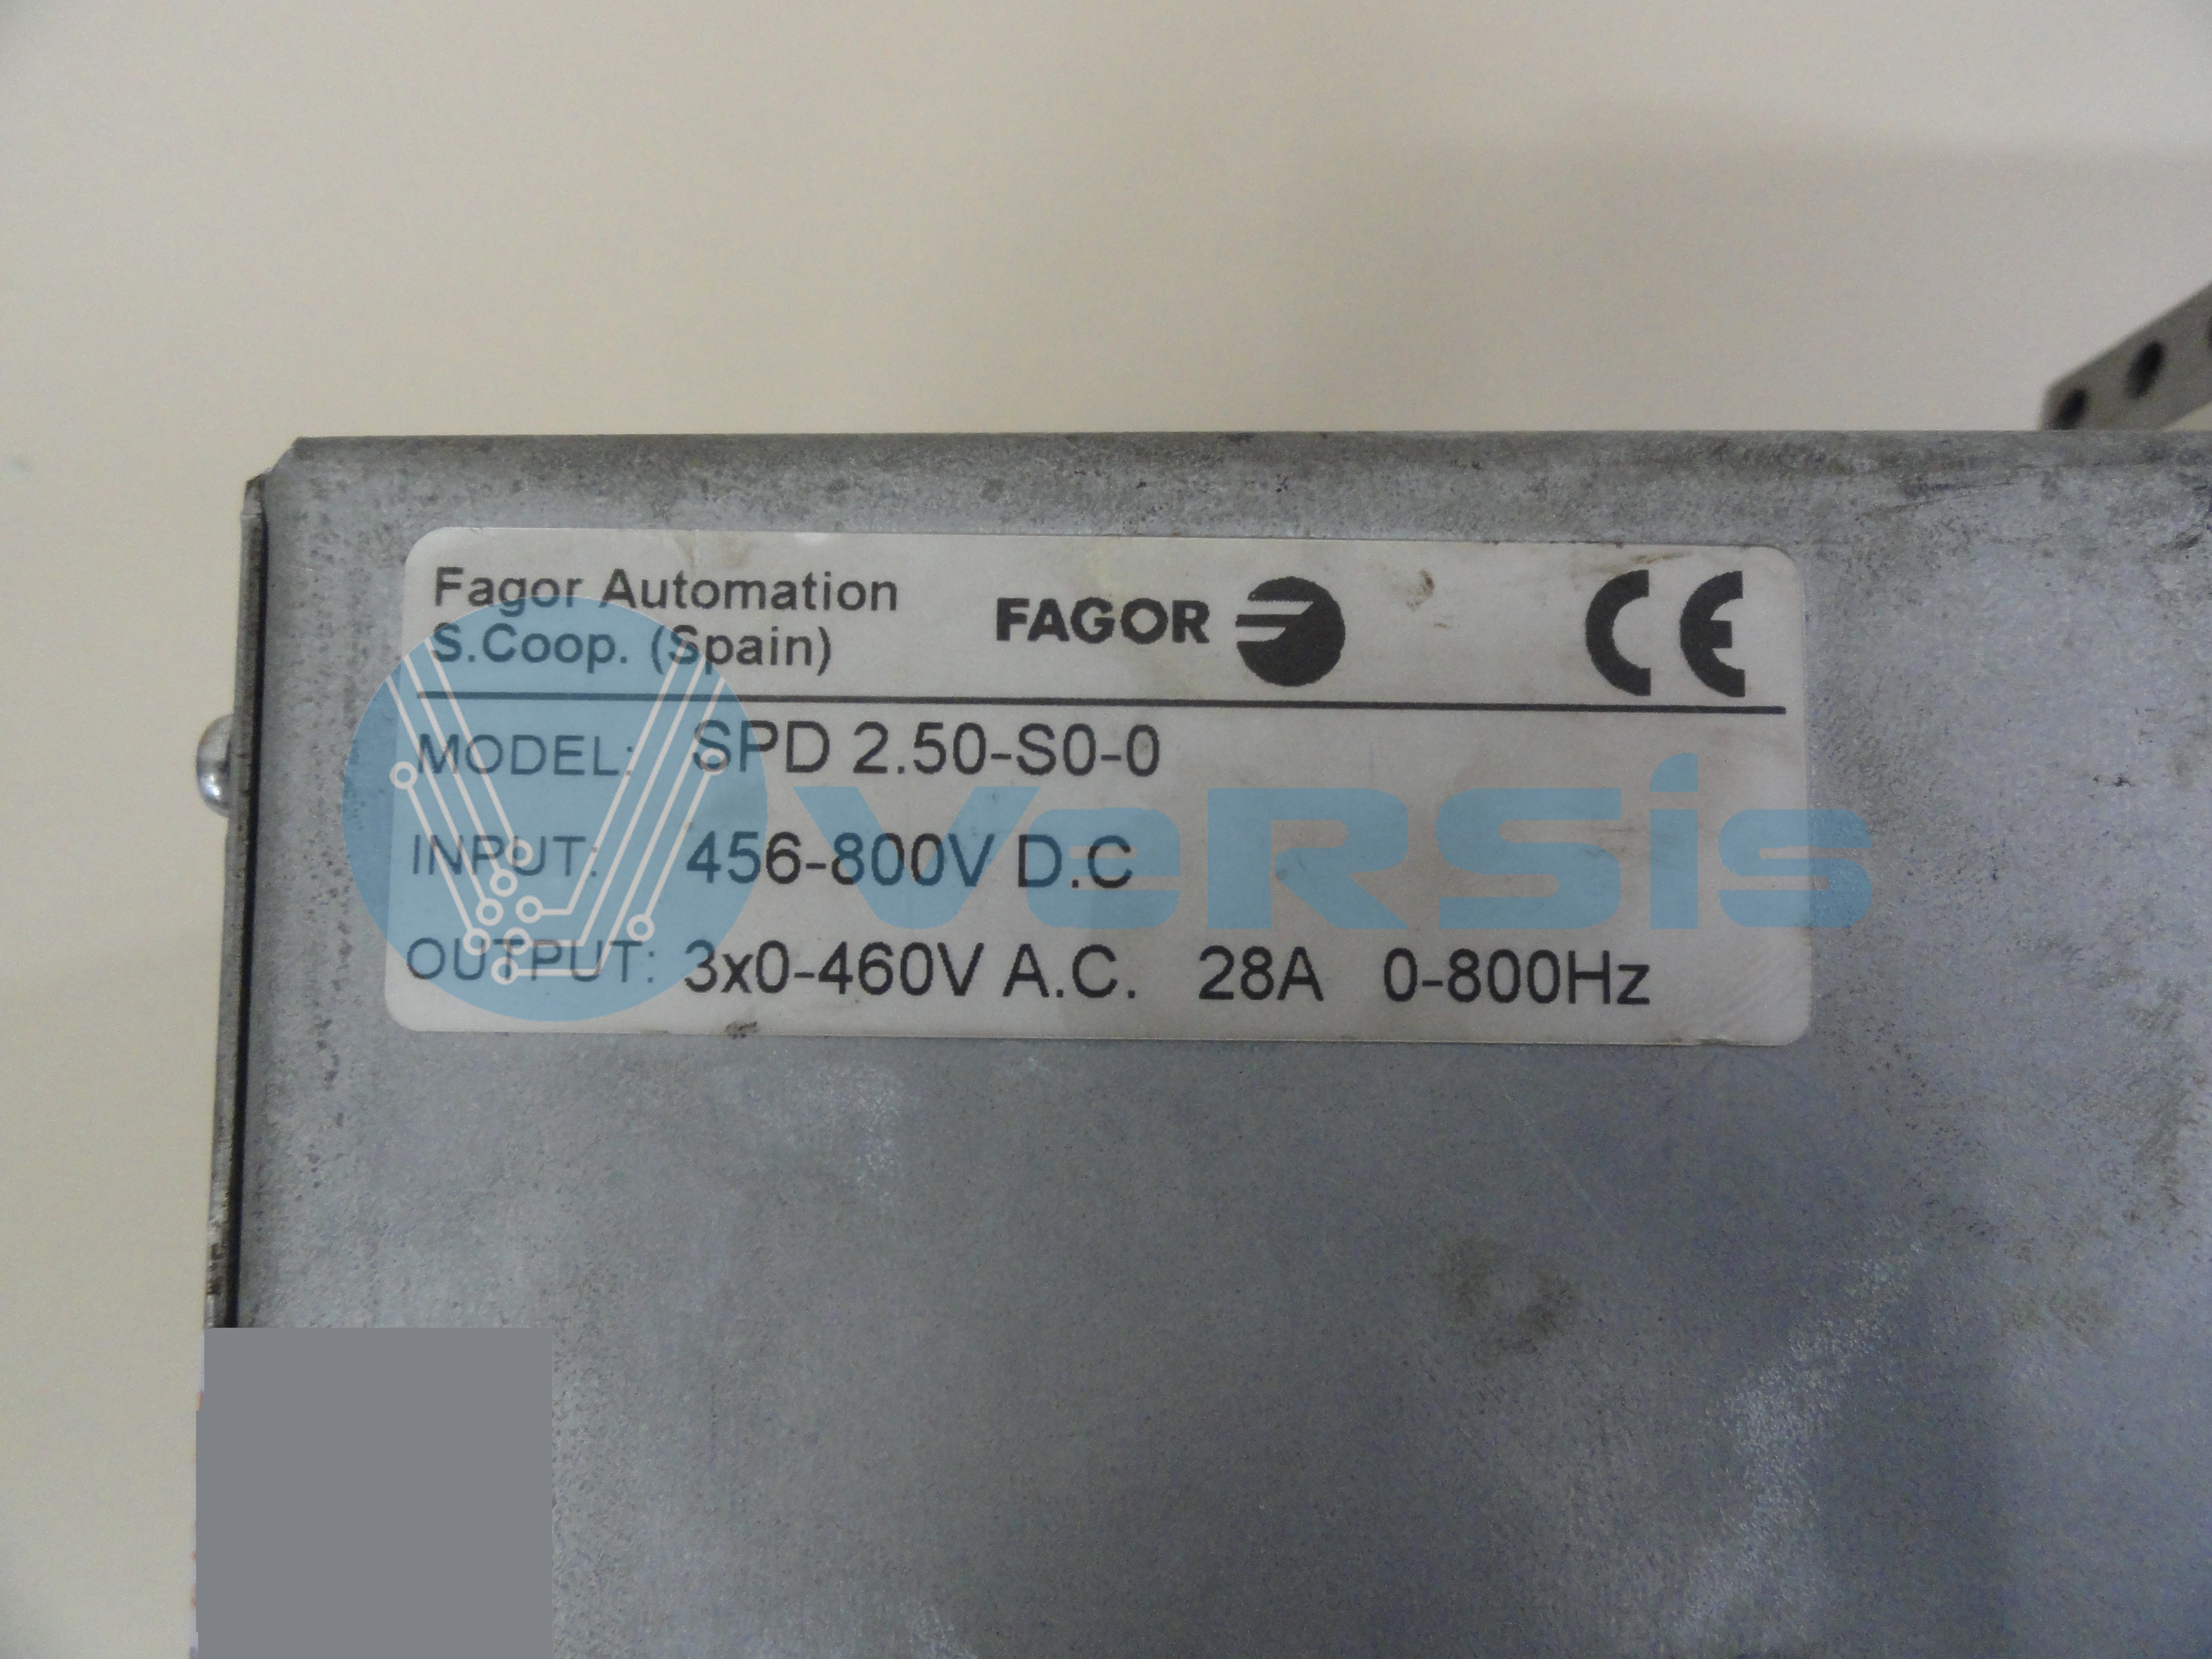 Fagor Automation
S.Coop. (Spain)
FAGOR
CE
MODEL: SPD 2.50-S0-0
INPUT: 456-800V D.C
OUTPUT: 3x0-460V A.C. 28A 0-800Hz
VeRSis